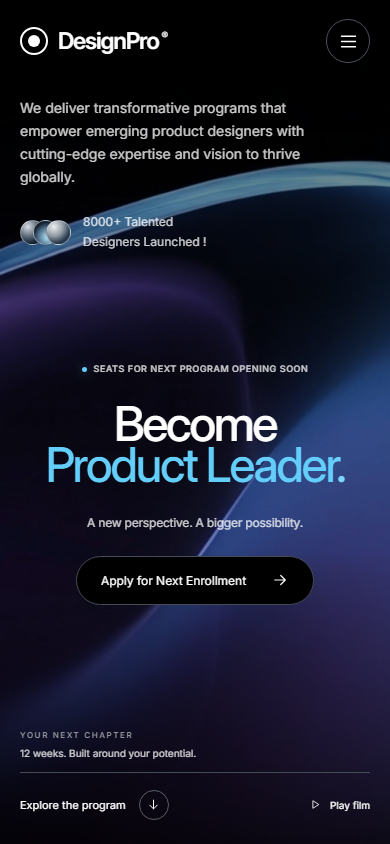 DesignPro®
We deliver transformative programs that
empower emerging product designers with
cutting-edge expertise and vision to thrive
globally.
8000+ Talented
Designers Launched !
SEATS FOR NEXT PROGRAM OPENING SOON
Become
Product Leader.
A new perspective. A bigger possibility.
Apply for Next Enrollment
YOUR NEXT CHAPTER
12 weeks. Built around your potential.
Explore the program
Play film